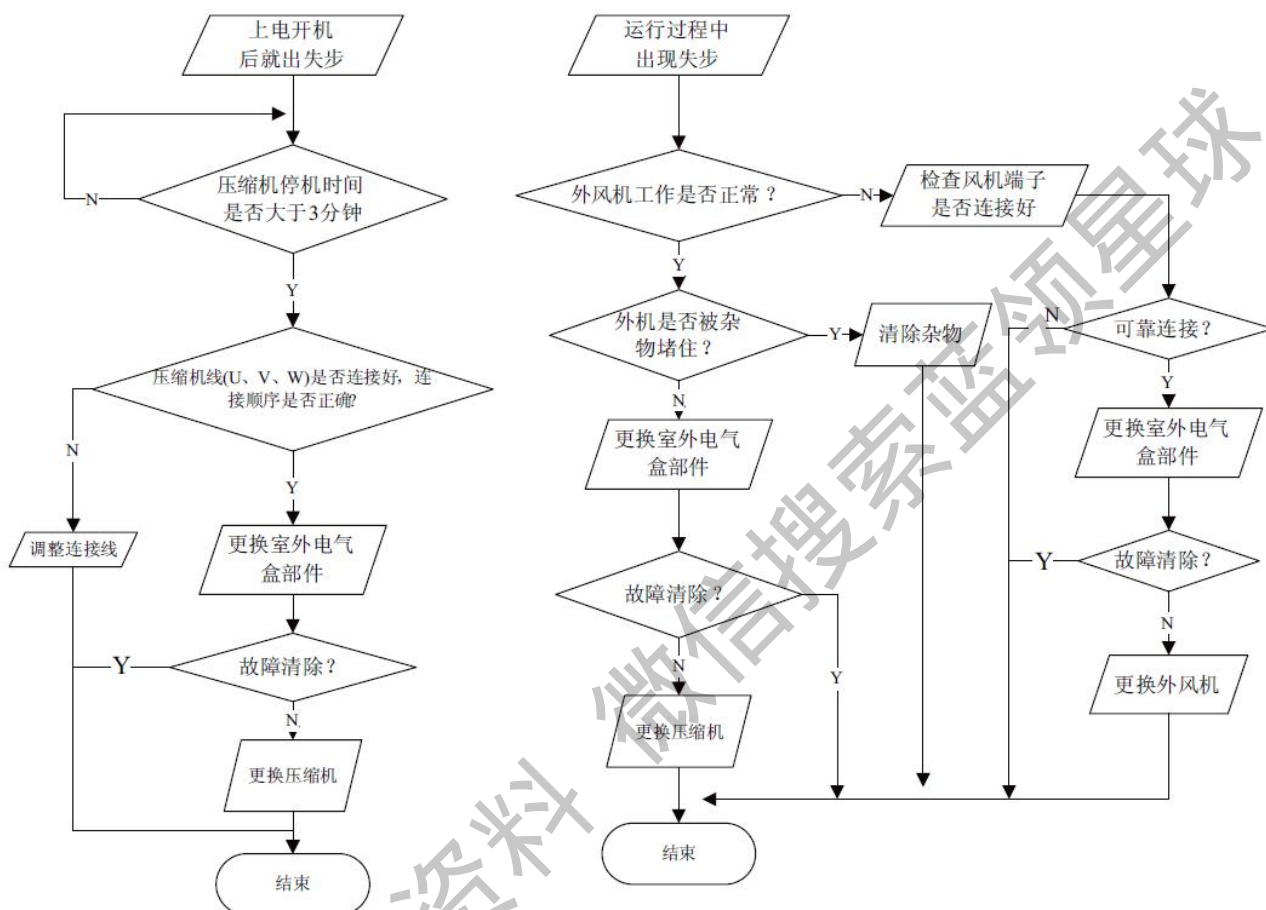 上电开机
后就出失步
N
压缩机停机时间
是否大于3分钟
Y
压缩机线(U、V、W)是否连接好，连
接顺序是否正确?
N
Y
调整连接线
更换室外电气
盒部件
Y
故障清除？
N
更换压缩机
结束
运行过程中
出现失步
外风机工作是否正常？
N
检查风机端子
是否连接好
Y
外机是否被杂
物堵住？
Y
清除杂物
N
可靠连接？
N
Y
更换室外电气
盒部件
更换室外电气
盒部件
故障清除？
Y
故障清除？
N
Y
N
更换压缩机
更换外风机
结束
资料 微信搜索蓝领星球